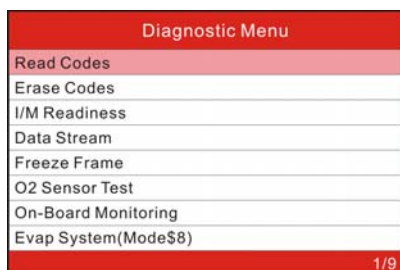 Diagnostic Menu
Read Codes
Erase Codes
I/M Readiness
Data Stream
Freeze Frame
O2 Sensor Test
On-Board Monitoring
Evap System(Mode$8)
1/9